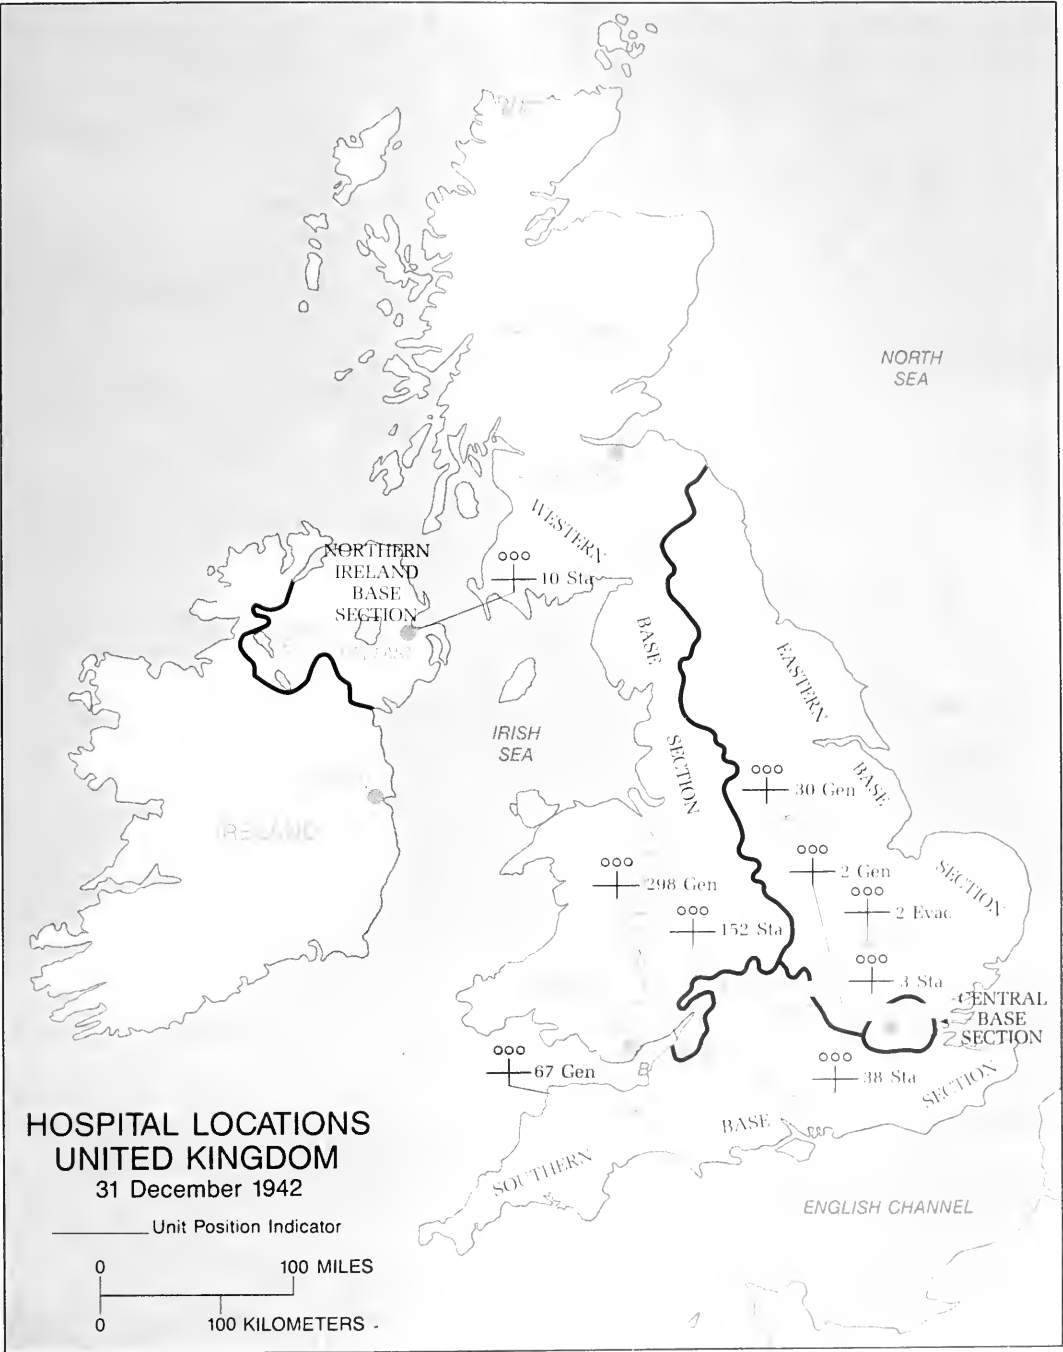 NORTH
SEA
WESTERN
BASE
SECTION
NORTHERN
IRELAND
BASE
SECTION
10 Sta
EASTERN
BASE
SECTION
IRISH
SEA
30 Gen
IRELAND
2 Gen
298 Gen
2 Evac
152 Sta
3 Sta
CENTRAL
BASE
SECTION
67 Gen
38 Sta
SOUTHERN
BASE
SECTION
ENGLISH CHANNEL
HOSPITAL LOCATIONS
UNITED KINGDOM
31 December 1942
Unit Position Indicator
0 100 MILES
0 100 KILOMETERS